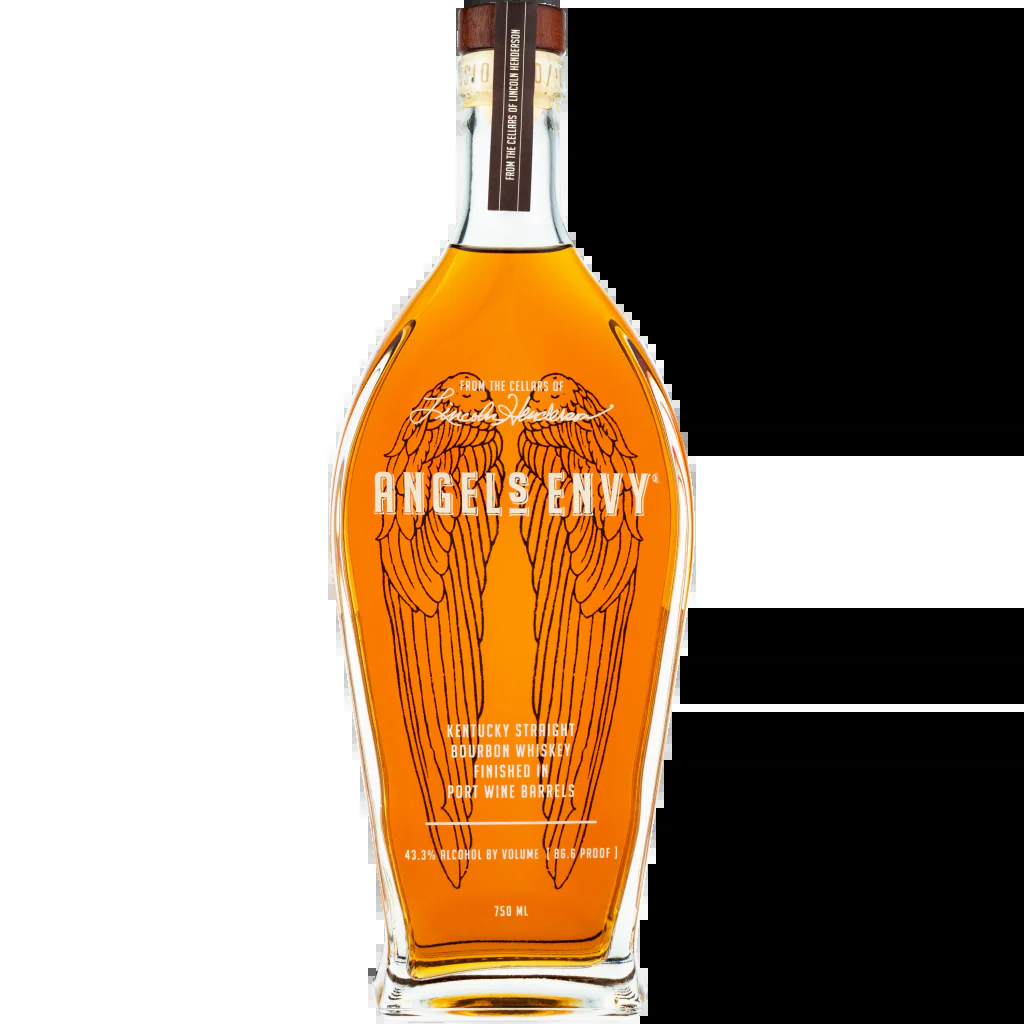 FROM THE CELLARS OF LINCOLN HENDERSON
FROM THE CELLARS OF
Lincoln Henderson
ANGELS ENVY®
KENTUCKY STRAIGHT
BOURBON WHISKEY
FINISHED IN
PORT WINE BARRELS
43.3% ALCOHOL BY VOLUME [ 86.6 PROOF ]
750 ML